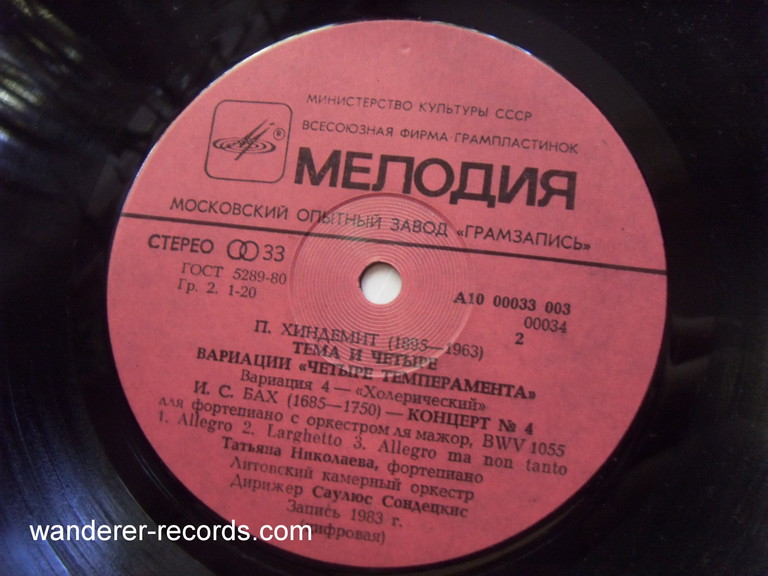 МИНИСТЕРСТВО КУЛЬТУРЫ СССР
ВСЕСОЮЗНАЯ ФИРМА ГРАМПЛАСТИНОК
®
МЕЛОДИЯ
МОСКОВСКИЙ ОПЫТНЫЙ ЗАВОД «ГРАМЗАПИСЬ»
СТЕРЕО 33
ГОСТ 5289-80
Гр. 2. 1-20
А10 00033 003
00034
2
П. ХИНДЕМИТ (1895—1963)
ТЕМА И ЧЕТЫРЕ
ВАРИАЦИИ «ЧЕТЫРЕ ТЕМПЕРАМЕНТА»
Вариация 4 — «Холерический»
И. С. БАХ (1685—1750) — КОНЦЕРТ № 4
для фортепиано с оркестром ля мажор, BWV 1055
1. Allegro 2. Larghetto 3. Allegro ma non tanto
Татьяна Николаева, фортепиано
Литовский камерный оркестр
Дирижер Саулюс Сондецкис
Запись 1983 г.
(цифровая)
wanderer-records.com